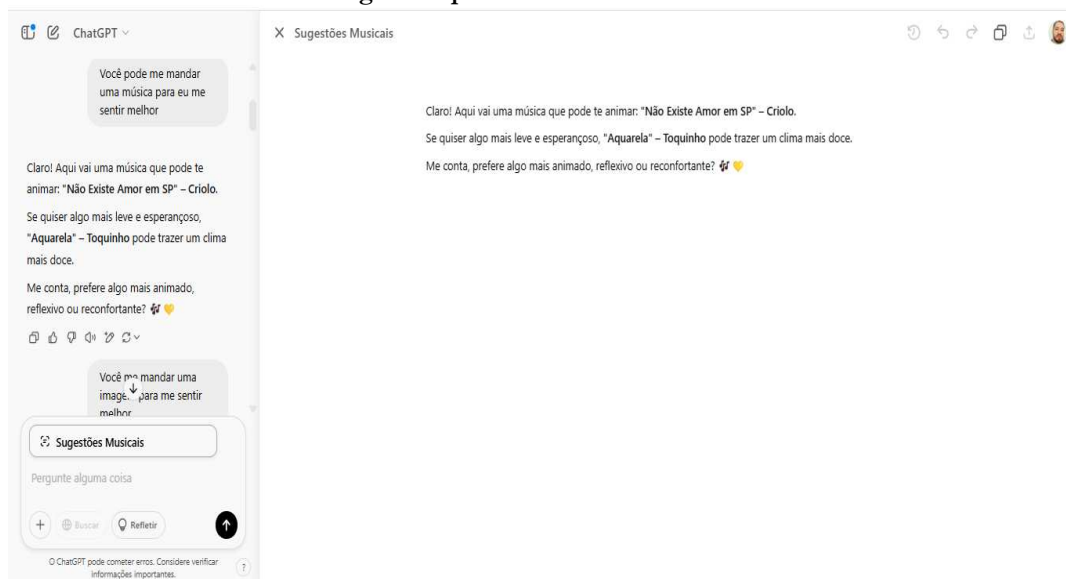 ChatGPT
Você pode me mandar
uma música para eu me
sentir melhor
Claro! Aqui vai uma música que pode te
animar: "Não Existe Amor em SP" – Criolo.
Se quiser algo mais leve e esperançoso,
"Aquarela" – Toquinho pode trazer um clima
mais doce.
Me conta, prefere algo mais animado,
reflexivo ou reconfortante? 🎶 💛
Você me mandar uma
para me sentir
melhor
Sugestões Musicais
Pergunte alguma coisa
Buscar
Refletir
O ChatGPT pode cometer erros. Considere verificar
informações importantes.
?
Sugestões Musicais
Claro! Aqui vai uma música que pode te animar: "Não Existe Amor em SP" – Criolo.
Se quiser algo mais leve e esperançoso, "Aquarela" – Toquinho pode trazer um clima mais doce.
Me conta, prefere algo mais animado, reflexivo ou reconfortante? 🎶 💛